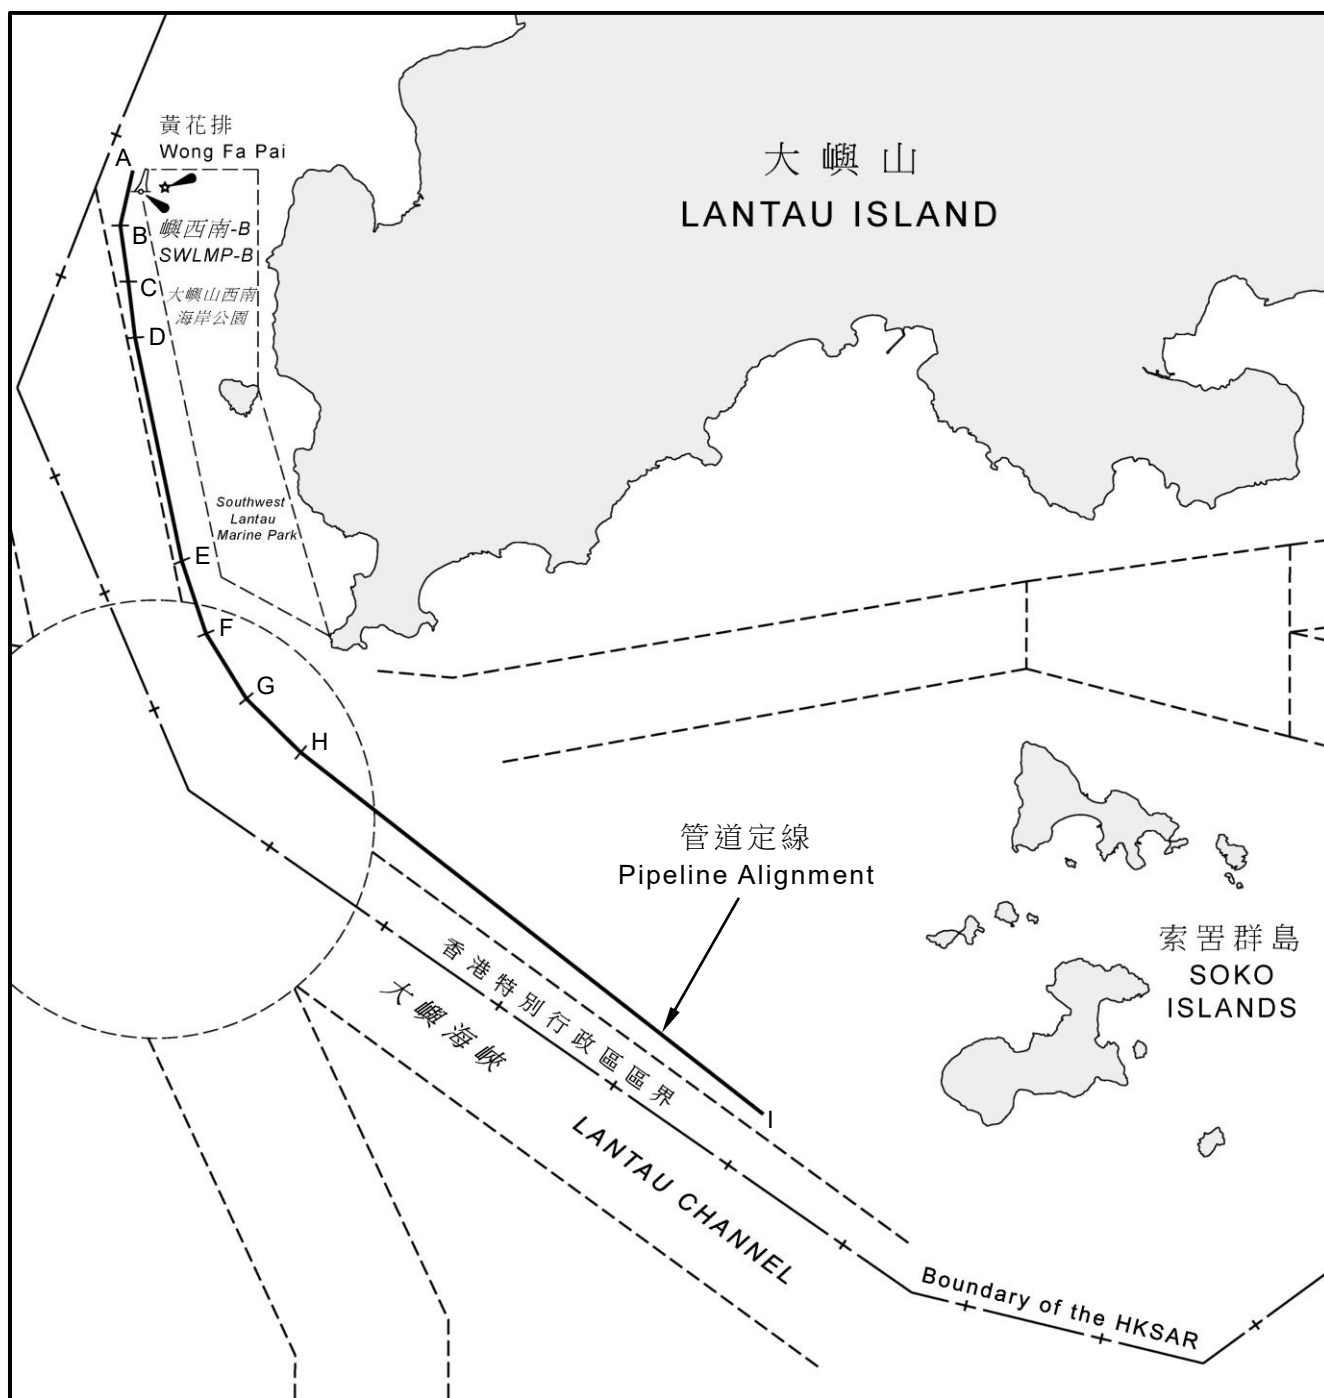 黃花排
Wong Fa Pai
A
B
嶼西南-B
SWLMP-B
C
大嶼山西南
海岸公園
D
大嶼山
LANTAU ISLAND
Southwest
Lantau
Marine Park
E
F
G
H
管道定線
Pipeline Alignment
索罟群島
SOKO
ISLANDS
香港特別行政區區界
大嶼海峽
I
LANTAU CHANNEL
Boundary of the HKSAR